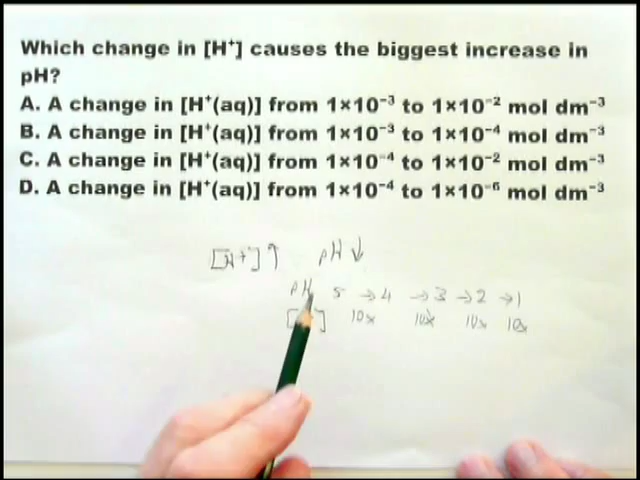 Which change in [H⁺] causes the biggest increase in
pH?
A. A change in [H⁺(aq)] from 1×10⁻³ to 1×10⁻² mol dm⁻³
B. A change in [H⁺(aq)] from 1×10⁻³ to 1×10⁻⁴ mol dm⁻³
C. A change in [H⁺(aq)] from 1×10⁻⁴ to 1×10⁻² mol dm⁻³
D. A change in [H⁺(aq)] from 1×10⁻⁴ to 1×10⁻⁶ mol dm⁻³
[H+]↑ pH↓
pH 5 →4 →3 →2 →1
[ ] 10x 10x 10x 10x